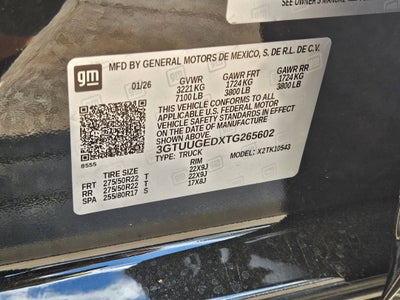 SEE OWNER'S MANUAL
gm
MFD BY GENERAL MOTORS DE MEXICO, S. DE R.L. DE C.V.
01/26 GVWR GAWR FRT GAWR RR
3221 KG 1724 KG 1724 KG
7100 LB 3800 LB 3800 LB
THIS VEHICLE CONFORMS TO ALL
APPLICABLE U.S. FEDERAL MOTOR
VEHICLE SAFETY STANDARDS IN EFFECT
ON THE DATE OF MANUFACTURE
SHOWN ABOVE.
3GTUUGEDXTG265602
TYPE: TRUCK MODEL: X2TK10543
8555
TIRE SIZE RIM
FRT 275/50R22 T 22X9J
RR 275/50R22 T 22X9J
SPA 255/80R17 S 17X8J